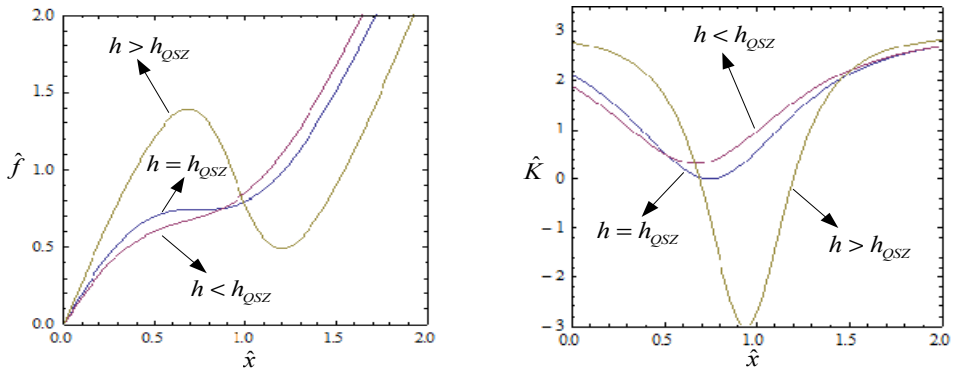 2.0
1.5
1.0
0.5
0.0
f̂
h > h_QSZ
h = h_QSZ
h < h_QSZ
0.0 0.5 1.0 1.5 2.0
x̂
3
2
1
0
−1
−2
−3
K̂
h < h_QSZ
h = h_QSZ
h > h_QSZ
0.0 0.5 1.0 1.5 2.0
x̂